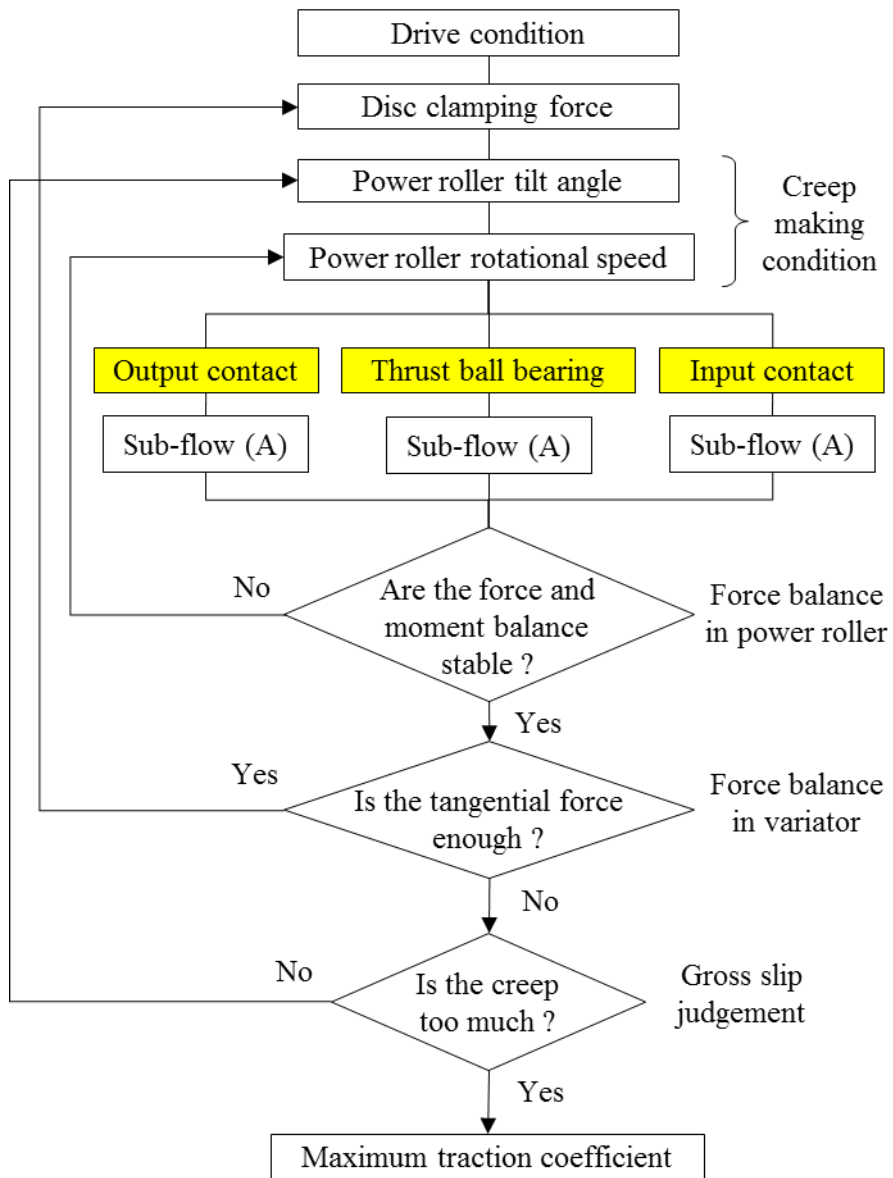 Drive condition
Disc clamping force
Power roller tilt angle
Power roller rotational speed
Creep
making
condition
Output contact
Thrust ball bearing
Input contact
Sub-flow (A)
Sub-flow (A)
Sub-flow (A)
No
Are the force and
moment balance
stable ?
Force balance
in power roller
Yes
Yes
Is the tangential force
enough ?
Force balance
in variator
No
No
Is the creep
too much ?
Gross slip
judgement
Yes
Maximum traction coefficient